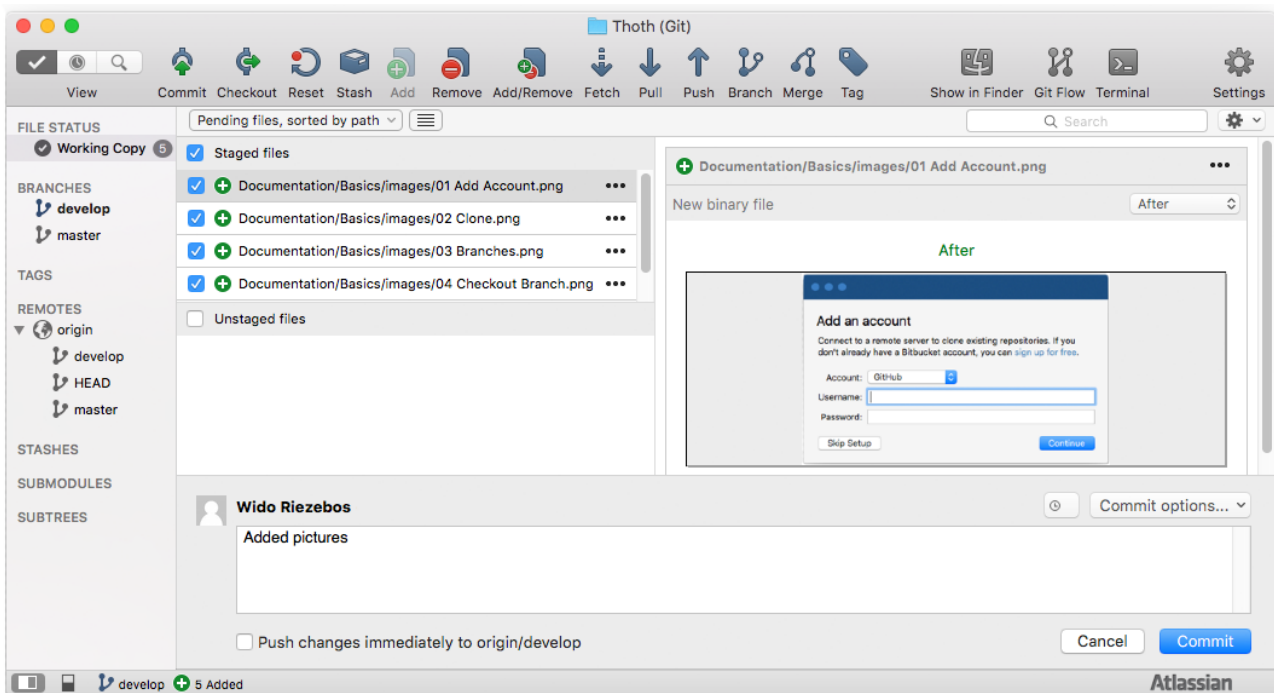 Thoth (Git)
View
Commit Checkout Reset Stash Add Remove Add/Remove Fetch Pull Push Branch Merge Tag Show in Finder Git Flow Terminal Settings
Pending files, sorted by path
Search
FILE STATUS
Working Copy 5
BRANCHES
develop
master
TAGS
REMOTES
origin
develop
HEAD
master
STASHES
SUBMODULES
SUBTREES
Staged files
Documentation/Basics/images/01 Add Account.png
Documentation/Basics/images/02 Clone.png
Documentation/Basics/images/03 Branches.png
Documentation/Basics/images/04 Checkout Branch.png
Unstaged files
Documentation/Basics/images/01 Add Account.png
New binary file After
After
Add an account
Connect to a remote server to clone existing repositories. If you
don't already have a Bitbucket account, you can sign up for free.
Account: GitHub
Username:
Password:
Skip Setup Continue
Wido Riezebos
Commit options...
Added pictures
Push changes immediately to origin/develop
Cancel Commit
develop 5 Added
Atlassian